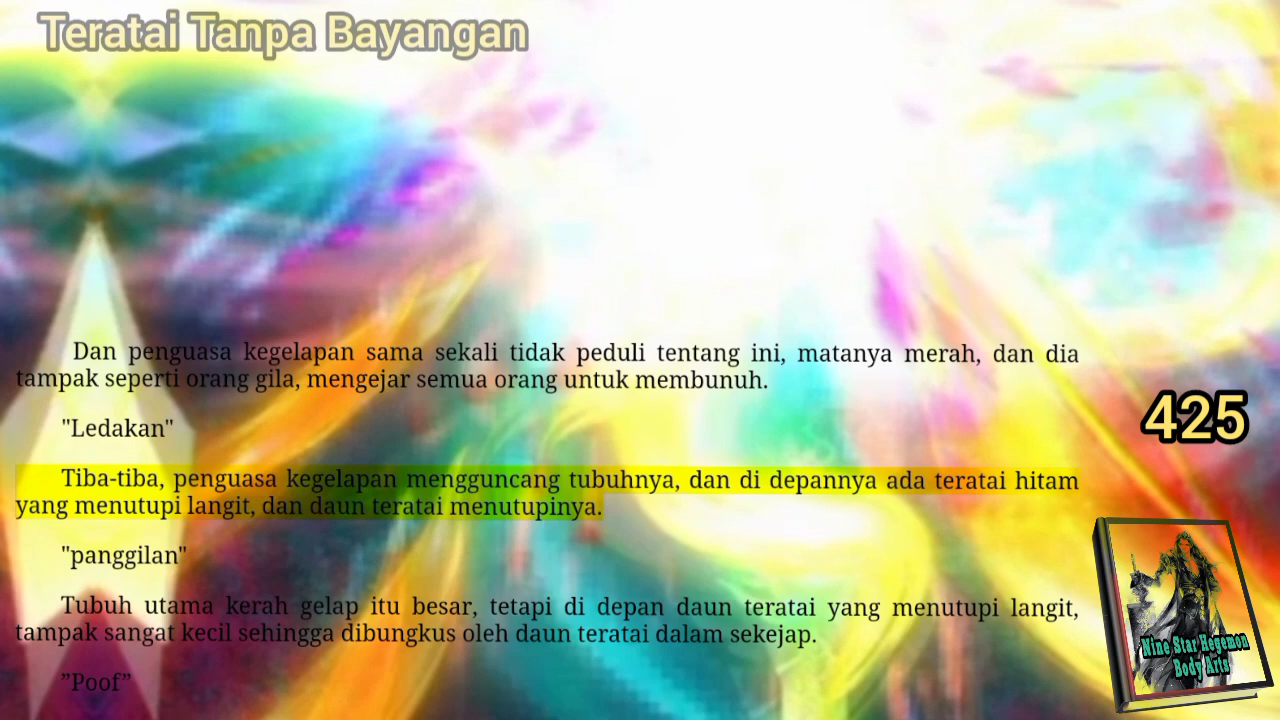 Teratai Tanpa Bayangan
Dan penguasa kegelapan sama sekali tidak peduli tentang ini, matanya merah, dan dia
tampak seperti orang gila, mengejar semua orang untuk membunuh.
"Ledakan"
425
Tiba-tiba, penguasa kegelapan mengguncang tubuhnya, dan di depannya ada teratai hitam
yang menutupi langit, dan daun teratai menutupinya.
"panggilan"
Tubuh utama kerah gelap itu besar, tetapi di depan daun teratai yang menutupi langit,
tampak sangat kecil sehingga dibungkus oleh daun teratai dalam sekejap.
”Poof”
Nine Star Hegemon
Body Arts